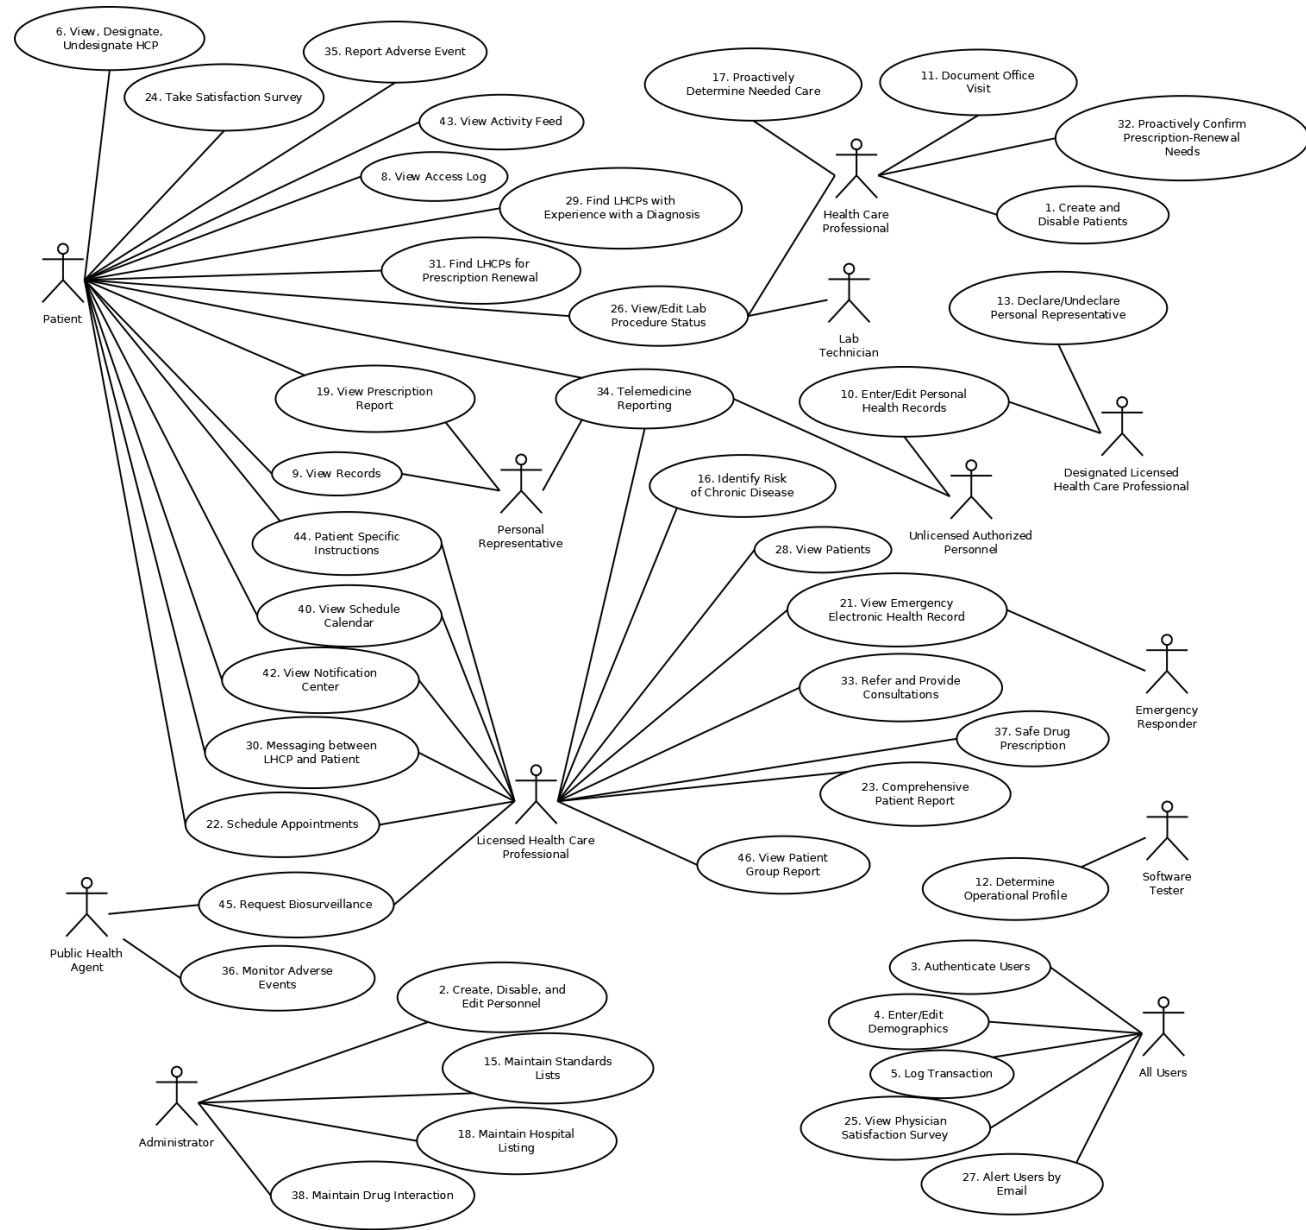 6. View, Designate,
Undesignate HCP
35. Report Adverse Event
24. Take Satisfaction Survey
43. View Activity Feed
8. View Access Log
17. Proactively
Determine Needed Care
11. Document Office
Visit
32. Proactively Confirm
Prescription-Renewal
Needs
29. Find LHCPs with
Experience with a Diagnosis
Health Care
Professional
1. Create and
Disable Patients
Patient
31. Find LHCPs for
Prescription Renewal
26. View/Edit Lab
Procedure Status
Lab
Technician
13. Declare/Undeclare
Personal Representative
19. View Prescription
Report
34. Telemedicine
Reporting
10. Enter/Edit Personal
Health Records
Designated Licensed
Health Care Professional
9. View Records
Personal
Representative
16. Identify Risk
of Chronic Disease
Unlicensed Authorized
Personnel
44. Patient Specific
Instructions
28. View Patients
40. View Schedule
Calendar
21. View Emergency
Electronic Health Record
42. View Notification
Center
33. Refer and Provide
Consultations
Emergency
Responder
30. Messaging between
LHCP and Patient
37. Safe Drug
Prescription
23. Comprehensive
Patient Report
22. Schedule Appointments
Licensed Health Care
Professional
46. View Patient
Group Report
12. Determine
Operational Profile
Software
Tester
45. Request Biosurveillance
Public Health
Agent
36. Monitor Adverse
Events
3. Authenticate Users
2. Create, Disable, and
Edit Personnel
4. Enter/Edit
Demographics
15. Maintain Standards
Lists
5. Log Transaction
All Users
Administrator
18. Maintain Hospital
Listing
25. View Physician
Satisfaction Survey
38. Maintain Drug Interaction
27. Alert Users by
Email